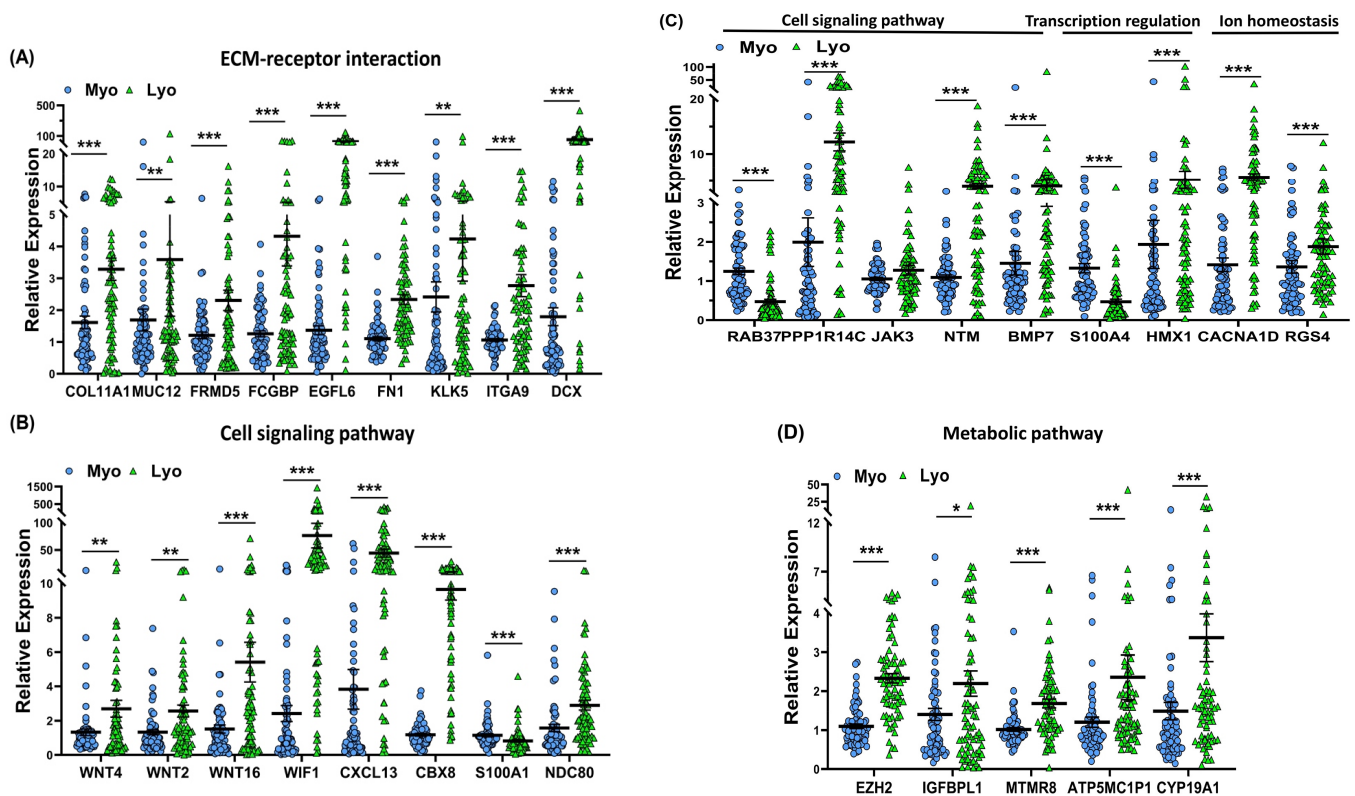 (A)
ECM-receptor interaction
Myo Lyo
Relative Expression
500
100
20
10
5
4
3
2
1
0
*** ** *** *** *** *** ** *** ***
COL11A1 MUC12 FRMD5 FCGBP EGFL6 FN1 KLK5 ITGA9 DCX
(B)
Cell signaling pathway
Myo Lyo
Relative Expression
1500
500
100
50
10
8
6
4
2
0
** ** *** *** *** *** *** ***
WNT4 WNT2 WNT16 WIF1 CXCL13 CBX8 S100A1 NDC80
(C)
Cell signaling pathway Transcription regulation Ion homeostasis
Myo Lyo
Relative Expression
100
50
20
10
3
2
1
0
*** *** *** *** *** *** *** ***
RAB37 PPP1R14C JAK3 NTM BMP7 S100A4 HMX1 CACNA1D RGS4
(D)
Metabolic pathway
Myo Lyo
Relative Expression
50
25
12
7
4
3
2
1
0
*** * *** *** ***
EZH2 IGFBPL1 MTMR8 ATP5MC1P1 CYP19A1